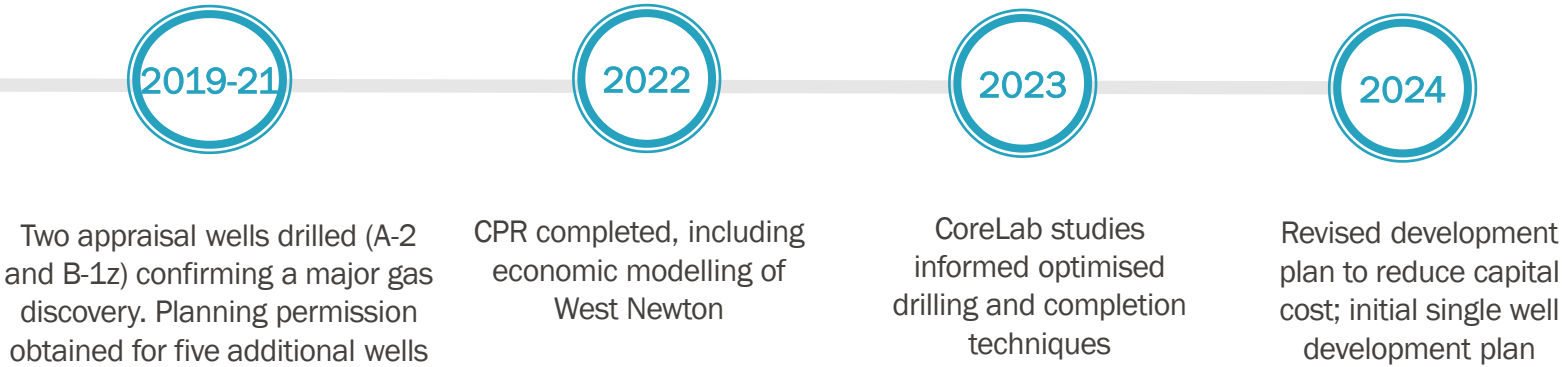 2019-21
Two appraisal wells drilled (A-2
and B-1z) confirming a major gas
discovery. Planning permission
obtained for five additional wells
2022
CPR completed, including
economic modelling of
West Newton
2023
CoreLab studies
informed optimised
drilling and completion
techniques
2024
Revised development
plan to reduce capital
cost; initial single well
development plan